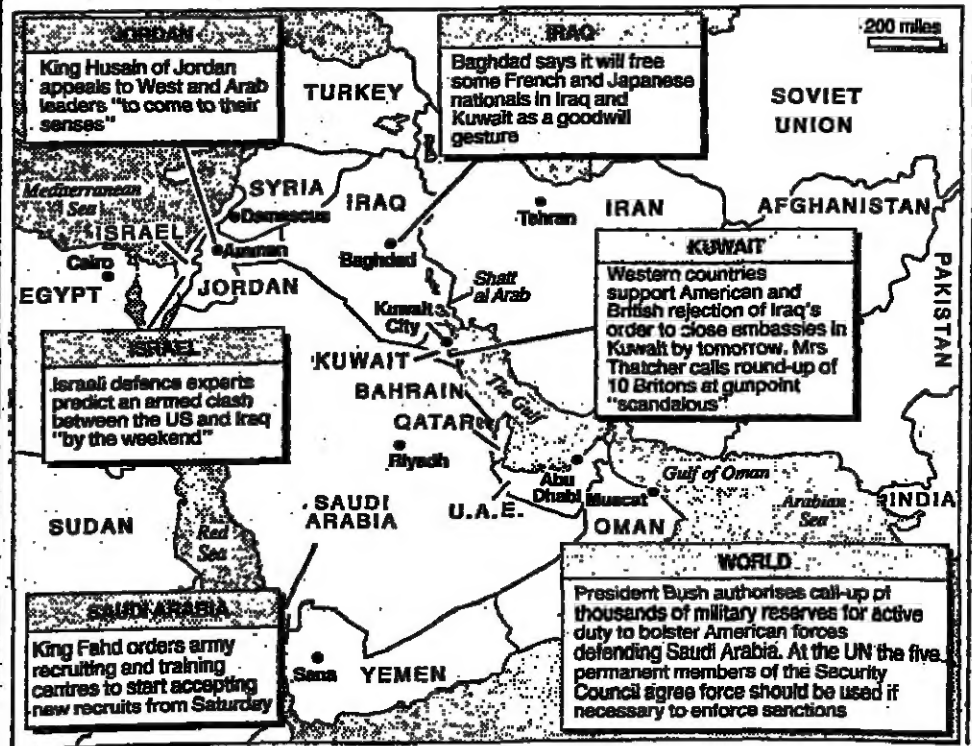 JORDAN
King Husain of Jordan
appeals to West and Arab
leaders "to come to their
senses"
IRAQ
Baghdad says it will free
some French and Japanese
nationals in Iraq and
Kuwait as a goodwill
gesture
200 miles
TURKEY
SOVIET
UNION
Mediterranean
Sea
SYRIA
Damascus
IRAQ
Tehran
IRAN
AFGHANISTAN
ISRAEL
Amman
Baghdad
Cairo
EGYPT
JORDAN
Shatt
al Arab
PAKISTAN
KUWAIT
Western countries
support American and
British rejection of Iraq's
order to close embassies in
Kuwait by tomorrow. Mrs
Thatcher calls round-up of
10 Britons at gunpoint
"scandalous"
Kuwait
City
KUWAIT
BAHRAIN
The Gulf
QATAR
Riyadh
ISRAEL
Israeli defence experts
predict an armed clash
between the US and Iraq
"by the weekend"
Abu
Dhabi
Muscat
Gulf of Oman
Arabian
Sea
INDIA
U.A.E.
OMAN
SAUDI
ARABIA
SUDAN
Red
Sea
SAUDI ARABIA
King Fahd orders army
recruiting and training
centres to start accepting
new recruits from Saturday
Sana
YEMEN
WORLD
President Bush authorises call-up of
thousands of military reserves for active
duty to bolster American forces
defending Saudi Arabia. At the UN the five
permanent members of the Security
Council agree force should be used if
necessary to enforce sanctions